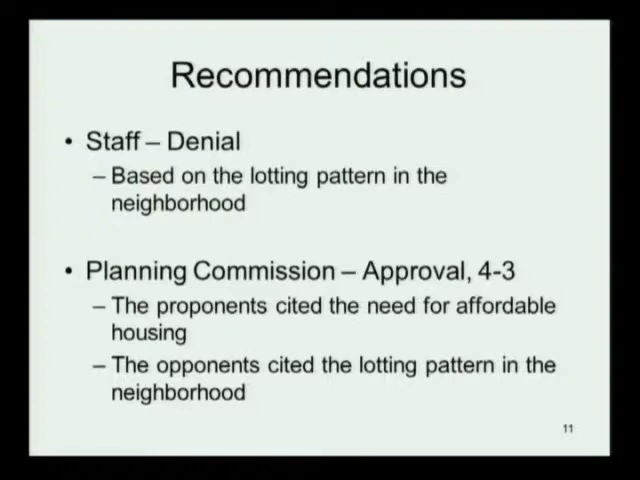 Recommendations
• Staff – Denial
– Based on the lotting pattern in the
neighborhood
• Planning Commission – Approval, 4-3
– The proponents cited the need for affordable
housing
– The opponents cited the lotting pattern in the
neighborhood
11